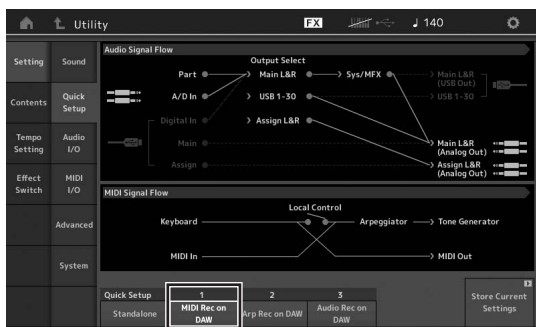 Utility
FX
♩ 140
Setting
Sound
Contents
Quick
Setup
Tempo
Setting
Audio
I/O
Effect
Switch
MIDI
I/O
Advanced
System
Audio Signal Flow
Output Select
Part
Main L&R
Sys/MFX
Main L&R
(USB Out)
A/D In
USB 1-30
USB 1-30
Digital In
Assign L&R
Main
Main L&R
(Analog Out)
Assign
Assign L&R
(Analog Out)
MIDI Signal Flow
Local Control
Keyboard
Arpeggiator
Tone Generator
MIDI In
MIDI Out
Quick Setup
1
2
3
Standalone
MIDI Rec on
DAW
Arp Rec on DAW
Audio Rec on
DAW
Store Current
Settings